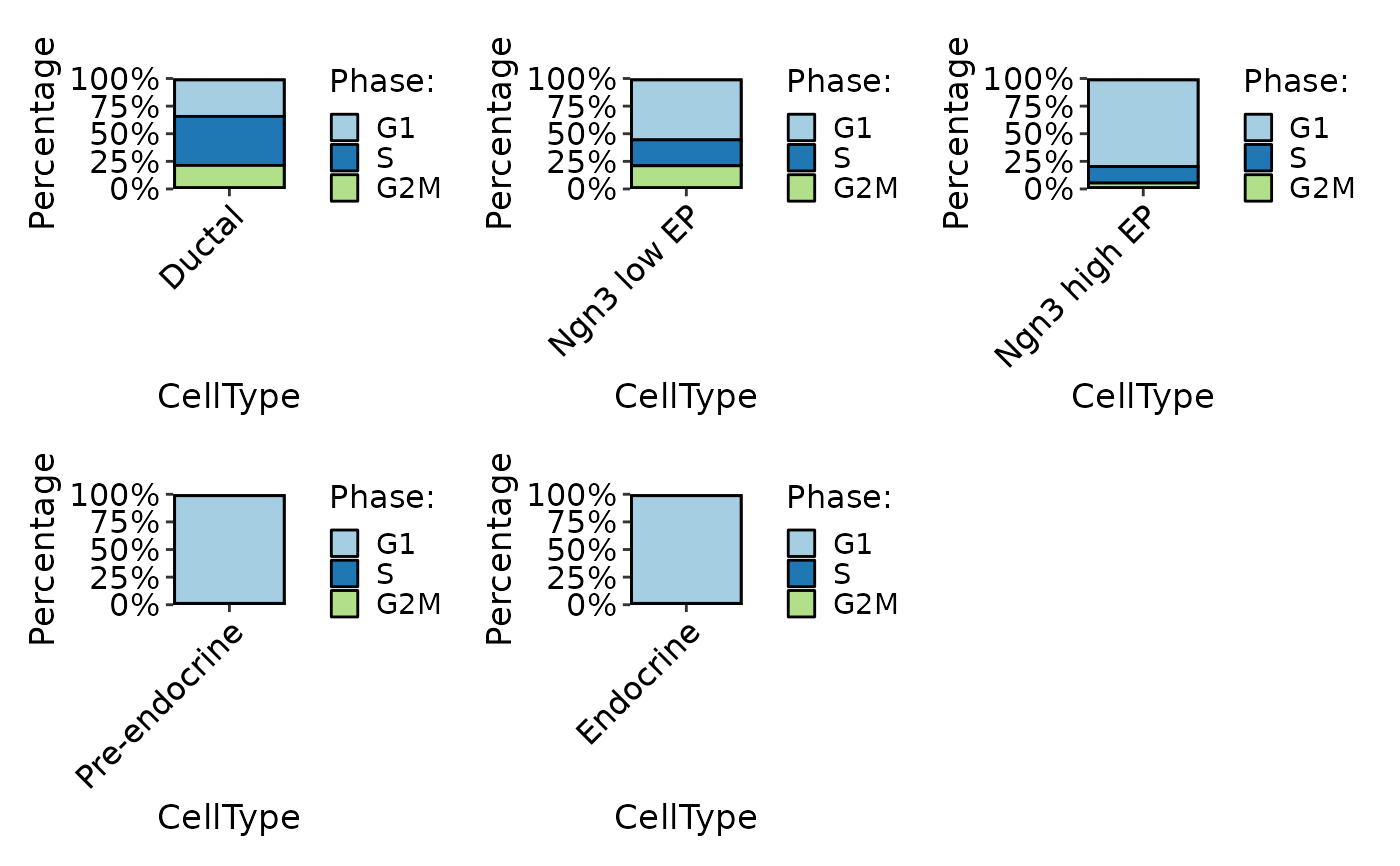 Percentage
100%
75%
50%
25%
0%
Ductal
CellType
Phase:
G1
S
G2M
Percentage
100%
75%
50%
25%
0%
Ngn3 low EP
CellType
Phase:
G1
S
G2M
Percentage
100%
75%
50%
25%
0%
Ngn3 high EP
CellType
Phase:
G1
S
G2M
Percentage
100%
75%
50%
25%
0%
Pre-endocrine
CellType
Phase:
G1
S
G2M
Percentage
100%
75%
50%
25%
0%
Endocrine
CellType
Phase:
G1
S
G2M